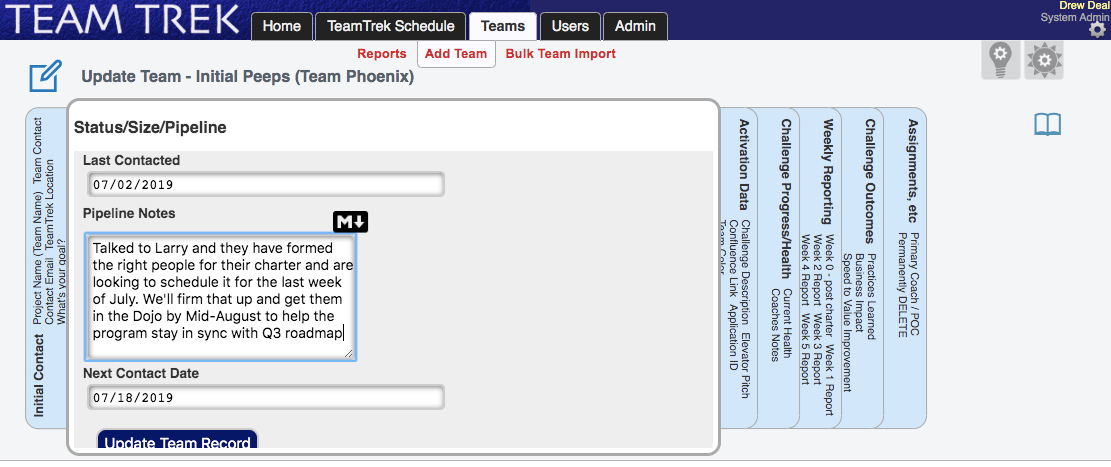 TEAM TREK
Home
TeamTrek Schedule
Teams
Users
Admin
Drew Deal
System Admin
Reports
Add Team
Bulk Team Import
Update Team - Initial Peeps (Team Phoenix)
Initial Contact
Project Name (Team Name) Team Contact
Contact Email TeamTrek Location
What's your goal?
Status/Size/Pipeline
Last Contacted
07/02/2019
Pipeline Notes
M
Talked to Larry and they have formed
the right people for their charter and are
looking to schedule it for the last week
of July. We'll firm that up and get them
in the Dojo by Mid-August to help the
program stay in sync with Q3 roadmap
Next Contact Date
07/18/2019
Update Team Record
Activation Data
Challenge Description Elevator Pitch
Confluence Link Application ID
Team Color
Challenge Progress/Health
Current Health
Coaches Notes
Weekly Reporting
Week 0 - post charter Week 1 Report
Week 2 Report Week 3 Report
Week 4 Report Week 5 Report
Challenge Outcomes
Practices Learned
Business Impact
Speed to Value Improvement
Assignments, etc
Primary Coach / POC
Permanently DELETE